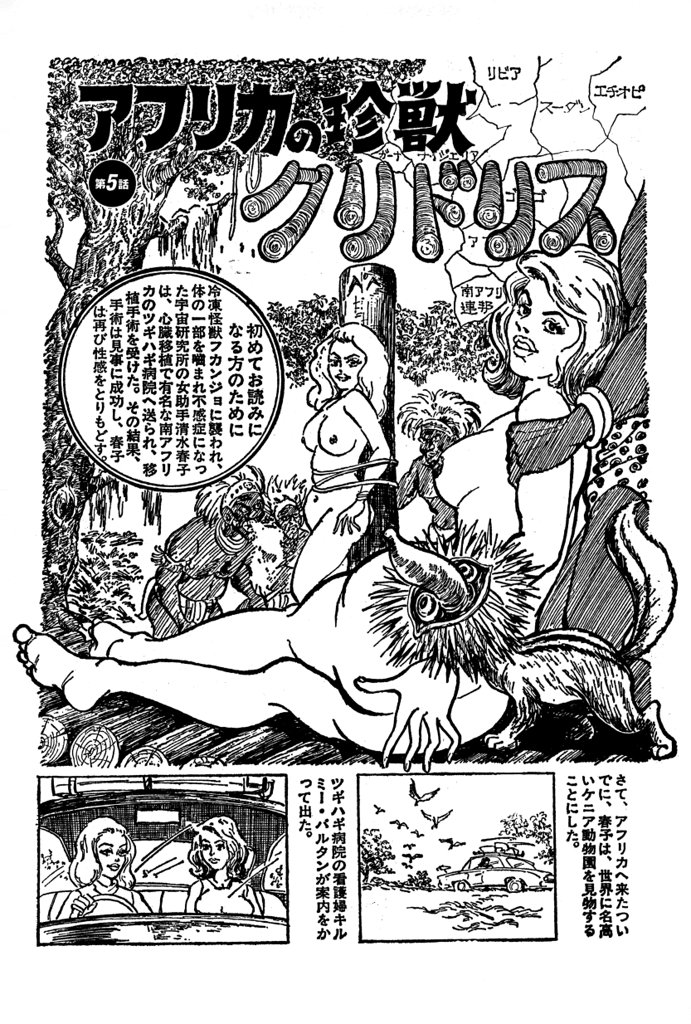 アフリカの珍獣
第5話
クリドリス
リビア
エチオピ
スーダン
ガーナ
ナイジェリア
コンゴ
南アフリ
連邦
初めてお読みに
なる方のために
冷凍怪獣フカンジョに襲われ、
体の一部を嚙まれ不感症になっ
た宇宙研究所の女助手清水春子
は、心臓移植で有名な南アフリ
カのツギハギ病院へ送られ、移
植手術を受けた。その結果、
手術は見事に成功し、春子
は再び性感をとりもどす。
さて、アフリカへ来たつい
でに、春子は、世界に名高
いケニア動物園を見物する
ことにした。
ツギハギ病院の看護婦キル
ミー・バルタンが案内をか
って出た。